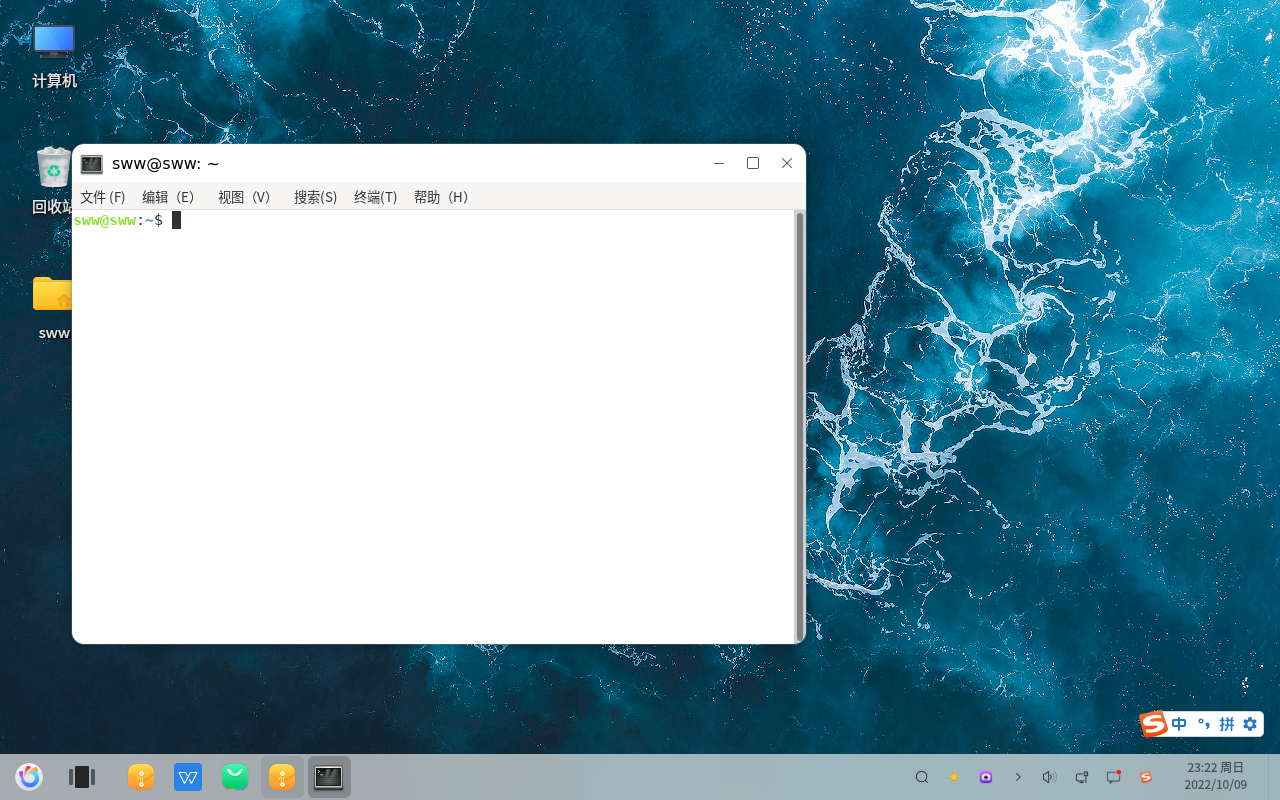 计算机
回收站
sww
sww@sww: ~
文件(F) 编辑（E） 视图（V） 搜索(S) 终端(T) 帮助（H）
sww@sww:~$
中 °, 拼
23:22 周日
2022/10/09